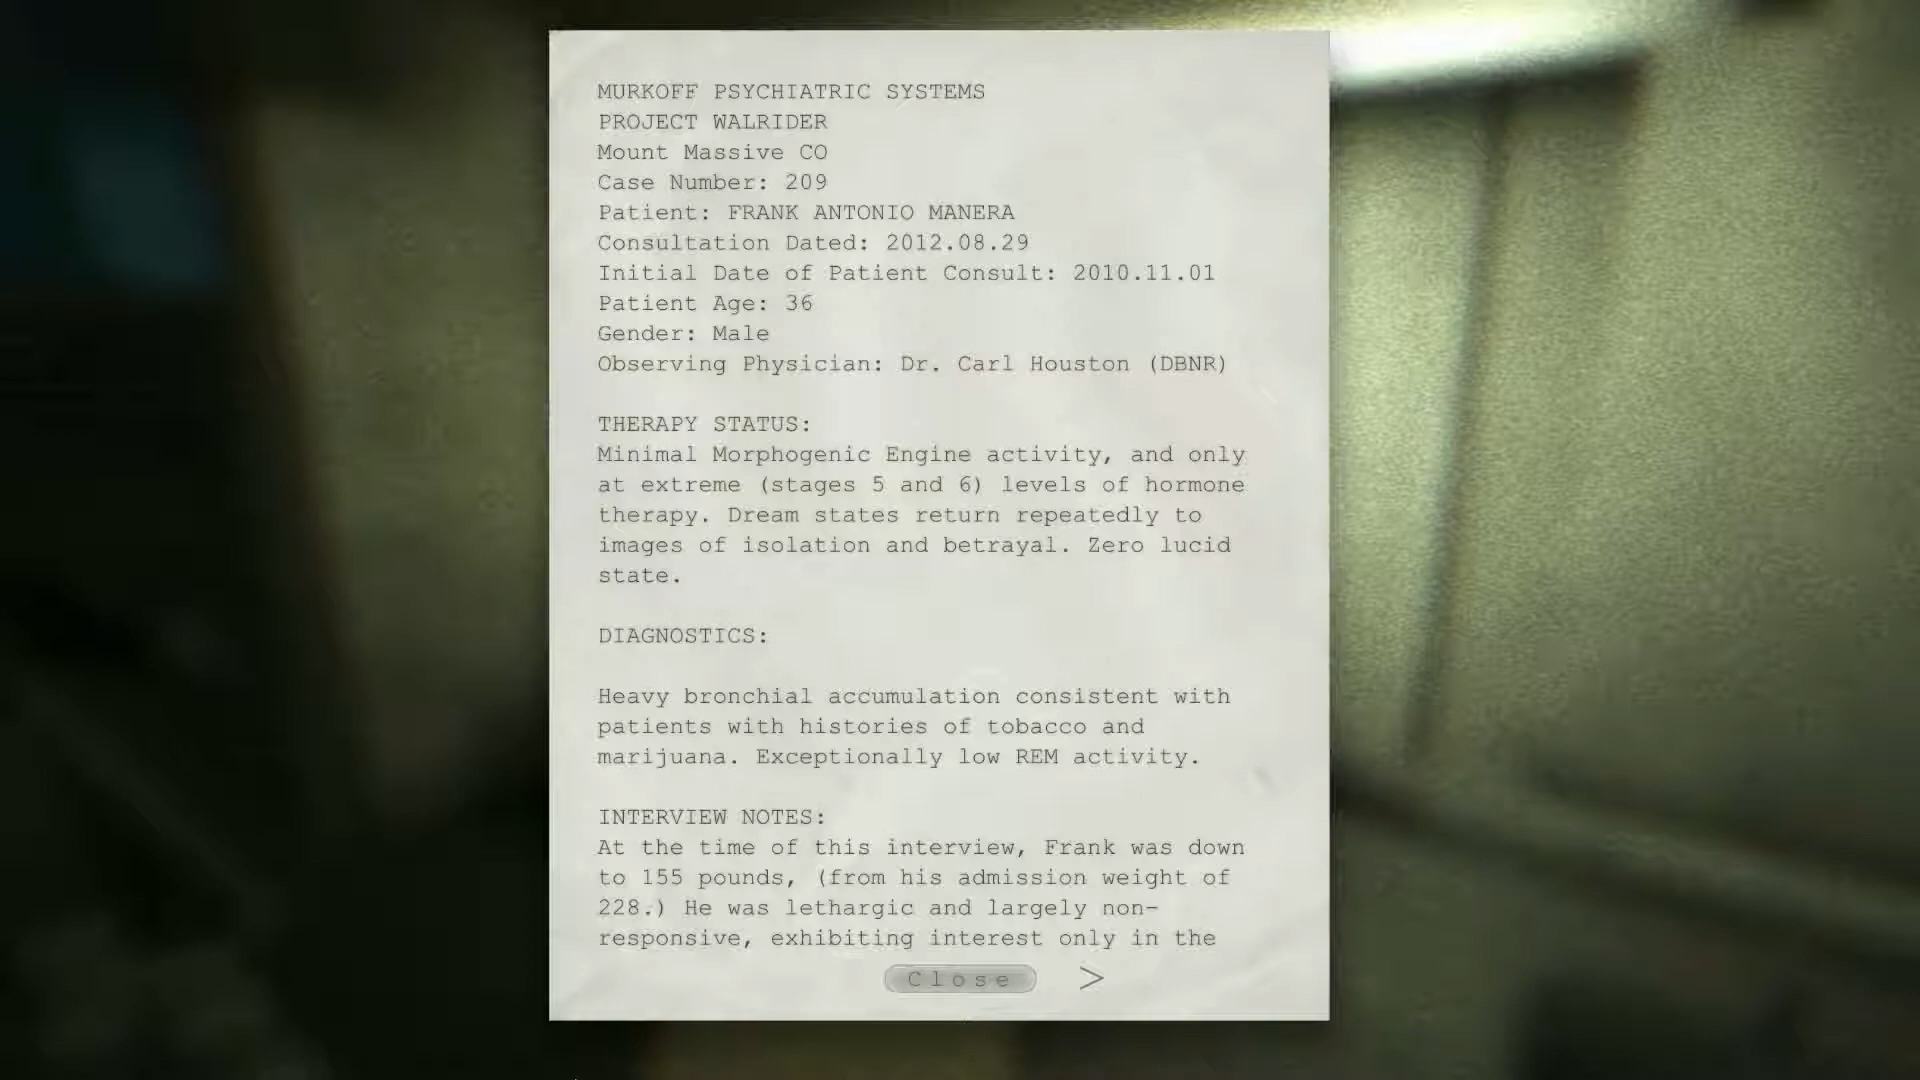 MURKOFF PSYCHIATRIC SYSTEMS
PROJECT WALRIDER
Mount Massive CO
Case Number: 209
Patient: FRANK ANTONIO MANERA
Consultation Dated: 2012.08.29
Initial Date of Patient Consult: 2010.11.01
Patient Age: 36
Gender: Male
Observing Physician: Dr. Carl Houston (DBNR)
THERAPY STATUS:
Minimal Morphogenic Engine activity, and only
at extreme (stages 5 and 6) levels of hormone
therapy. Dream states return repeatedly to
images of isolation and betrayal. Zero lucid
state.
DIAGNOSTICS:
Heavy bronchial accumulation consistent with
patients with histories of tobacco and
marijuana. Exceptionally low REM activity.
INTERVIEW NOTES:
At the time of this interview, Frank was down
to 155 pounds, (from his admission weight of
228.) He was lethargic and largely non-
responsive, exhibiting interest only in the
Close >